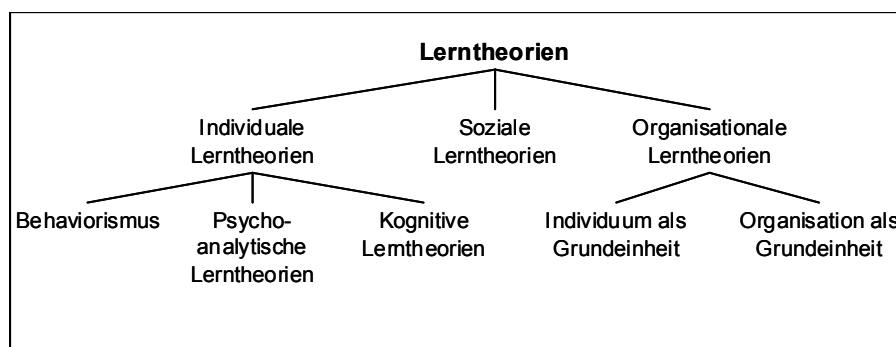 Lerntheorien
Individuale
Lerntheorien
Soziale
Lerntheorien
Organisationale
Lerntheorien
Behaviorismus
Psycho-
analytische
Lerntheorien
Kognitive
Lerntheorien
Individuum als
Grundeinheit
Organisation als
Grundeinheit